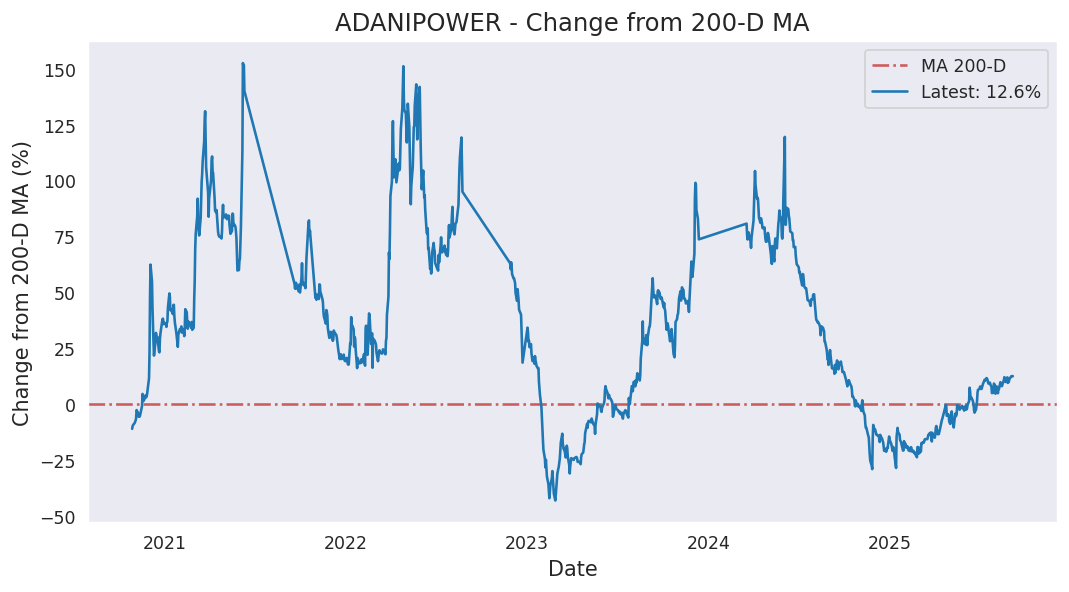 ADANIPOWER - Change from 200-D MA
MA 200-D
Latest: 12.6%
Change from 200-D MA (%)
150
125
100
75
50
25
0
−25
−50
2021 2022 2023 2024 2025
Date